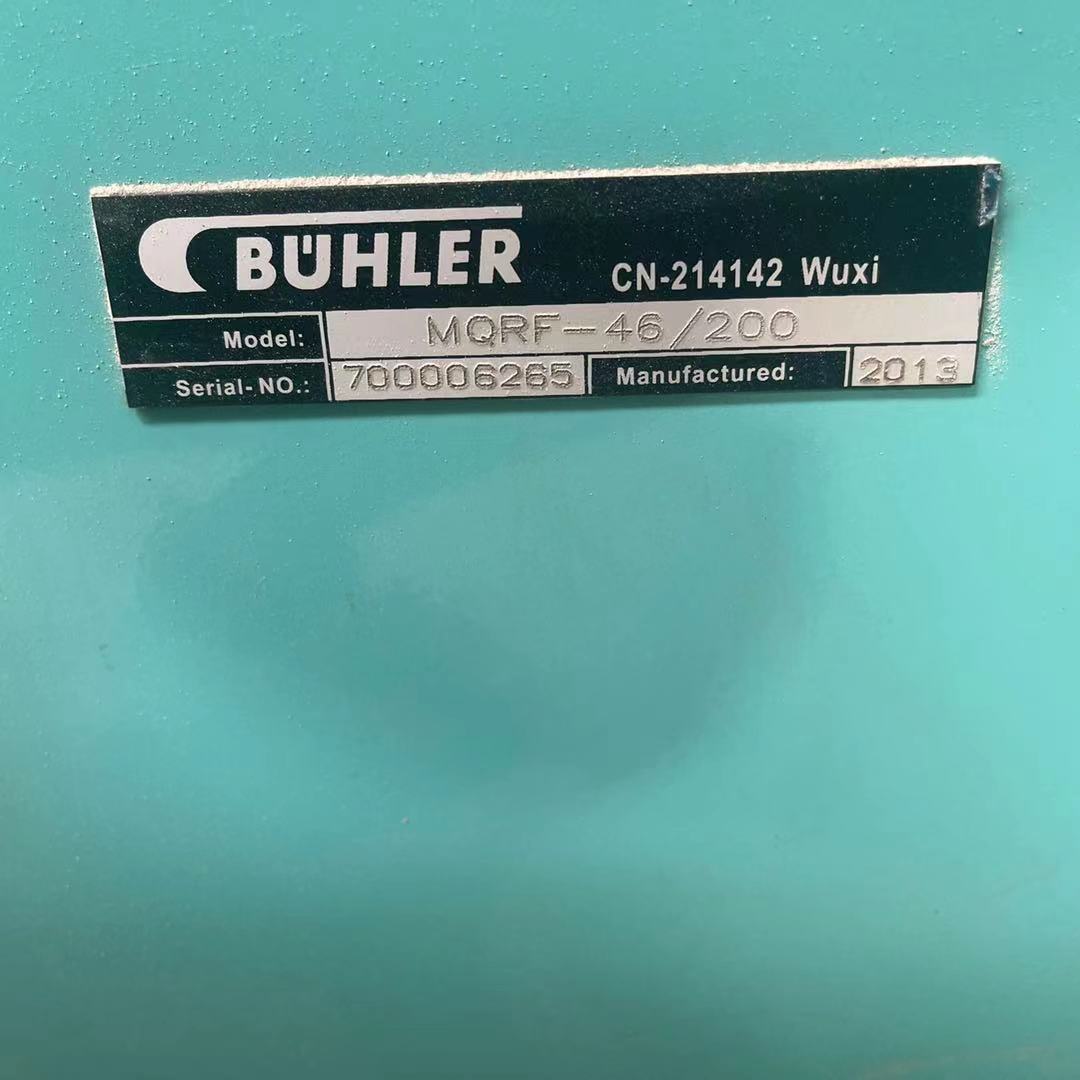 BÜHLER CN-214142 Wuxi
Model: MQRF-46/200
Serial-NO.: 700006265 Manufactured: 2013